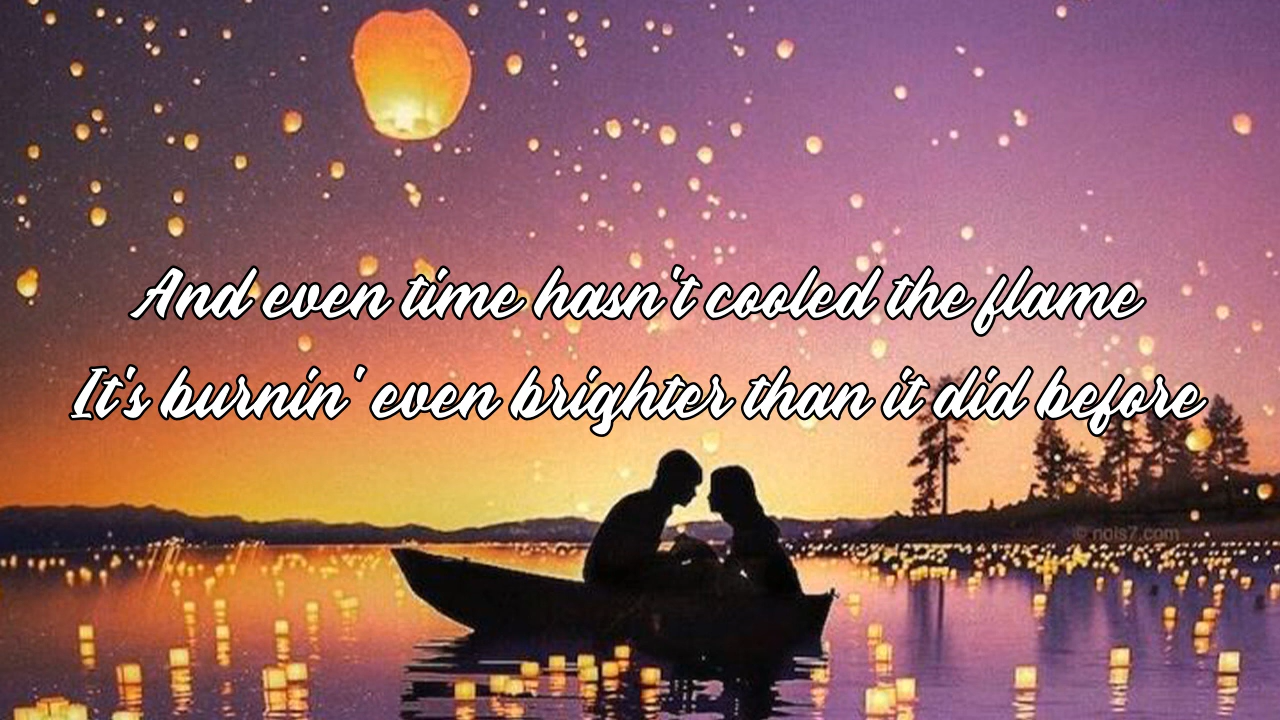 And even time hasn't cooled the flame
It's burnin' even brighter than it did before
© nois7.com